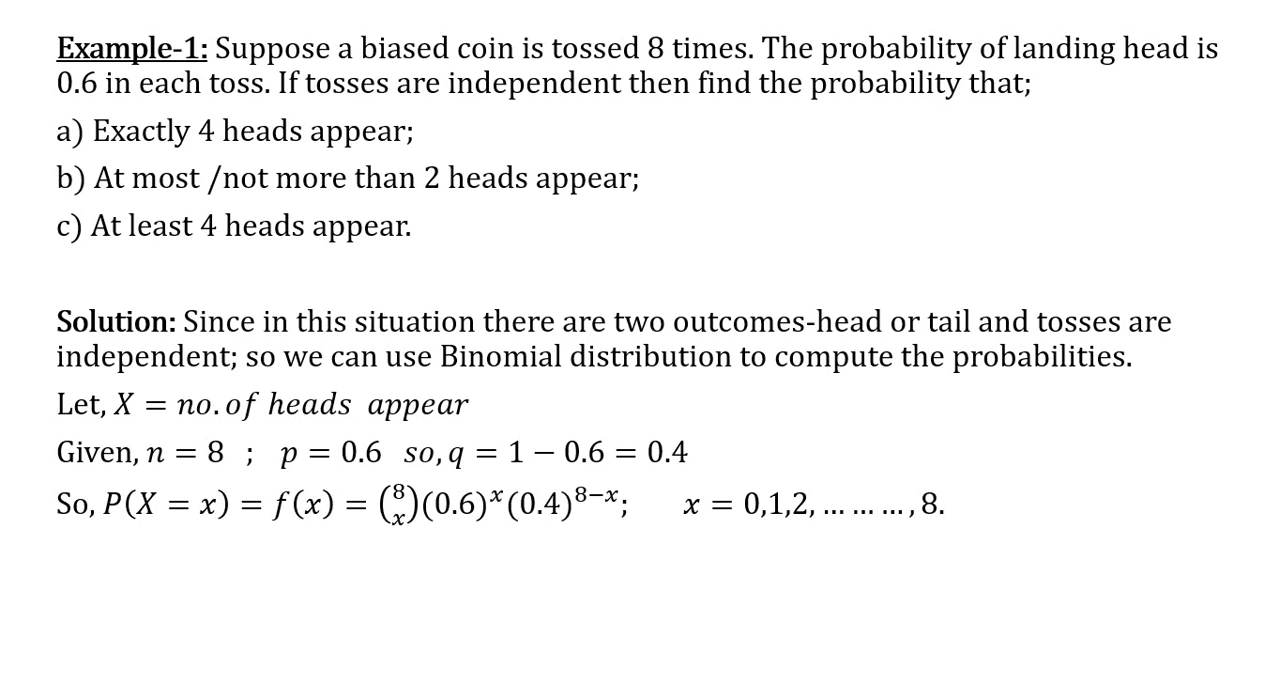 Example-1: Suppose a biased coin is tossed 8 times. The probability of landing head is
0.6 in each toss. If tosses are independent then find the probability that;
a) Exactly 4 heads appear;
b) At most /not more than 2 heads appear;
c) At least 4 heads appear.
Solution: Since in this situation there are two outcomes-head or tail and tosses are
independent; so we can use Binomial distribution to compute the probabilities.
Let, X = no. of heads appear
Given, n = 8 ; p = 0.6 so, q = 1 − 0.6 = 0.4
So, P(X = x) = f(x) = (⁸ₓ)(0.6)ˣ(0.4)⁸⁻ˣ; x = 0,1,2, … … … , 8.